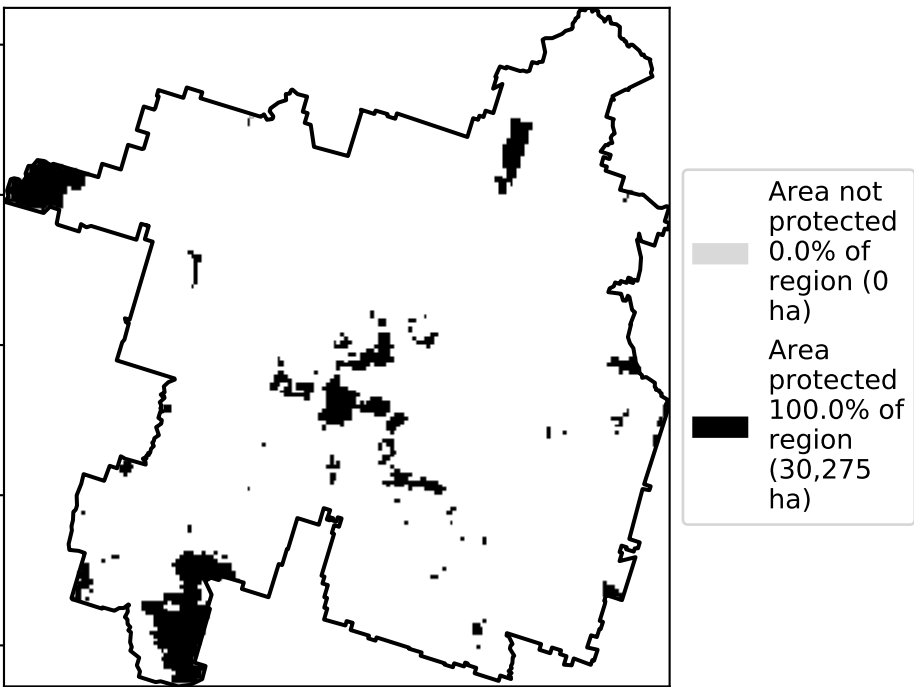 Area not
protected
0.0% of
region (0
ha)
Area
protected
100.0% of
region
(30,275
ha)